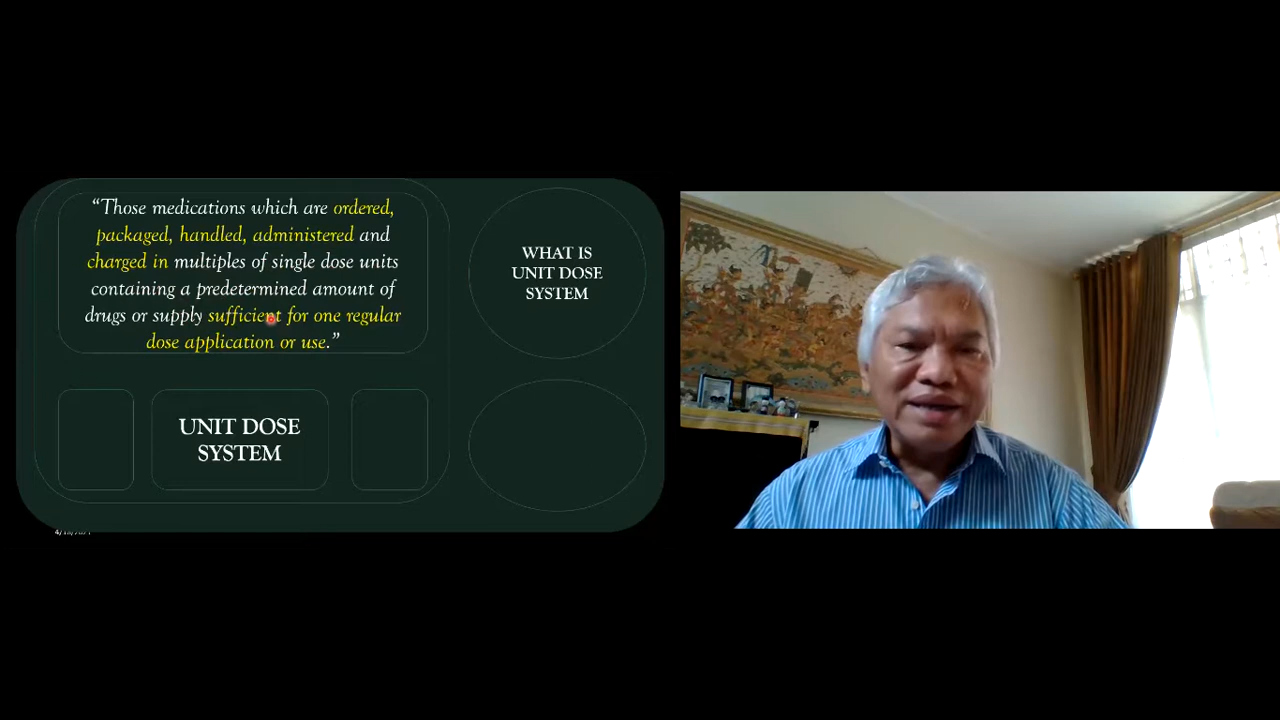 “Those medications which are ordered,
packaged, handled, administered and
charged in multiples of single dose units
containing a predetermined amount of
drugs or supply sufficient for one regular
dose application or use.”
WHAT IS
UNIT DOSE
SYSTEM
UNIT DOSE
SYSTEM